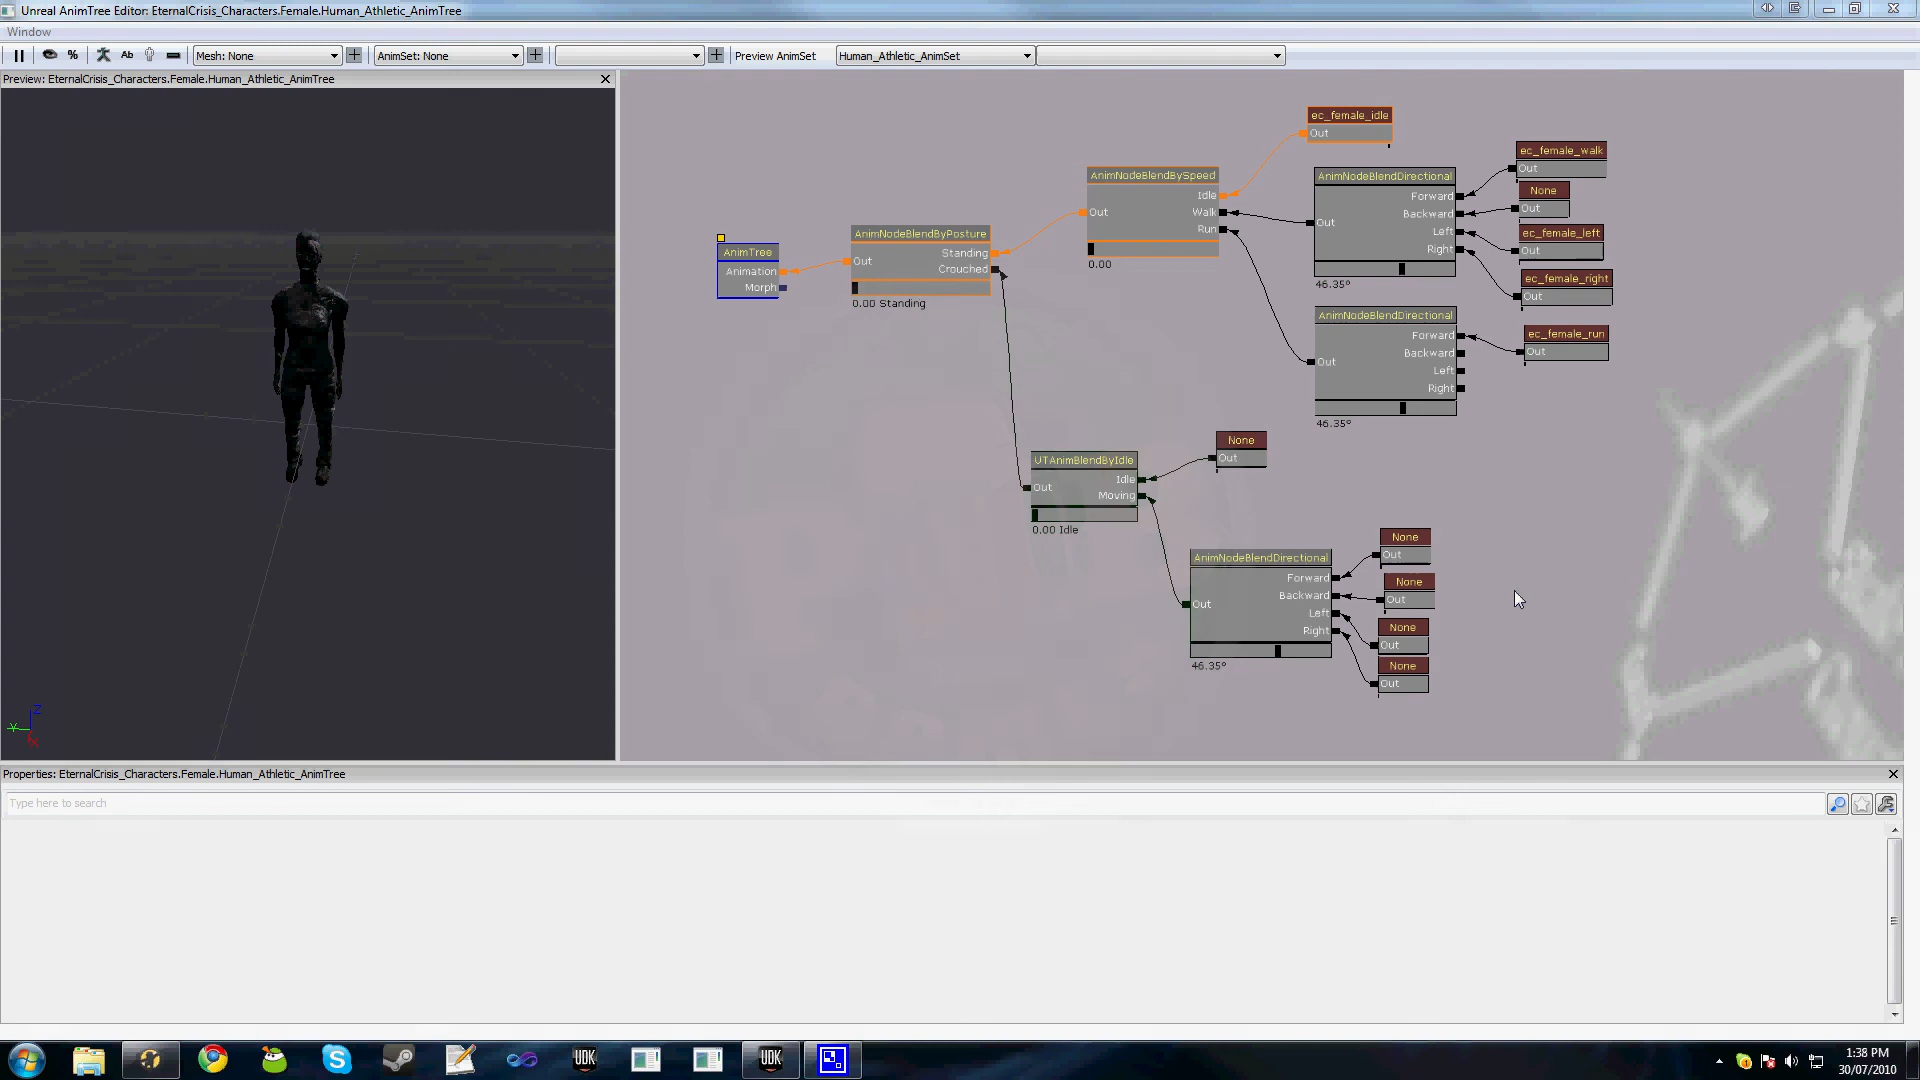 Unreal AnimTree Editor: EternalCrisis_Characters.Female.Human_Athletic_AnimTree
Window
Ab
Mesh: None
AnimSet: None
Preview AnimSet
Human_Athletic_AnimSet
Preview: EternalCrisis_Characters.Female.Human_Athletic_AnimTree
ec_female_idle
Out
AnimNodeBlendBySpeed
Idle
Out
Walk
Run
0.00
AnimNodeBlendDirectional
Forward
Backward
Out
Left
Right
46.35°
ec_female_walk
Out
None
Out
ec_female_left
Out
ec_female_right
Out
AnimNodeBlendByPosture
Standing
Out
Crouched
0.00 Standing
AnimTree
Animation
Morph
AnimNodeBlendDirectional
Forward
Backward
Out
Left
Right
46.35°
ec_female_run
Out
None
Out
UTAnimBlendByIdle
Idle
Out
Moving
0.00 Idle
AnimNodeBlendDirectional
Forward
Backward
Out
Left
Right
46.35°
None
Out
None
Out
None
Out
None
Out
Z
Y
X
Properties: EternalCrisis_Characters.Female.Human_Athletic_AnimTree
Type here to search
UDK
UDK
1:38 PM
30/07/2010